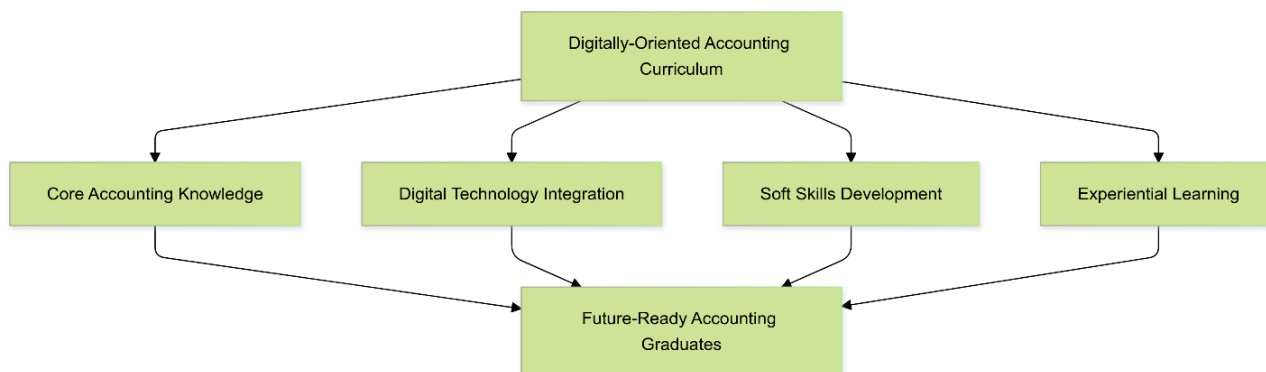 Digitally-Oriented Accounting
Curriculum
Core Accounting Knowledge
Digital Technology Integration
Soft Skills Development
Experiential Learning
Future-Ready Accounting
Graduates